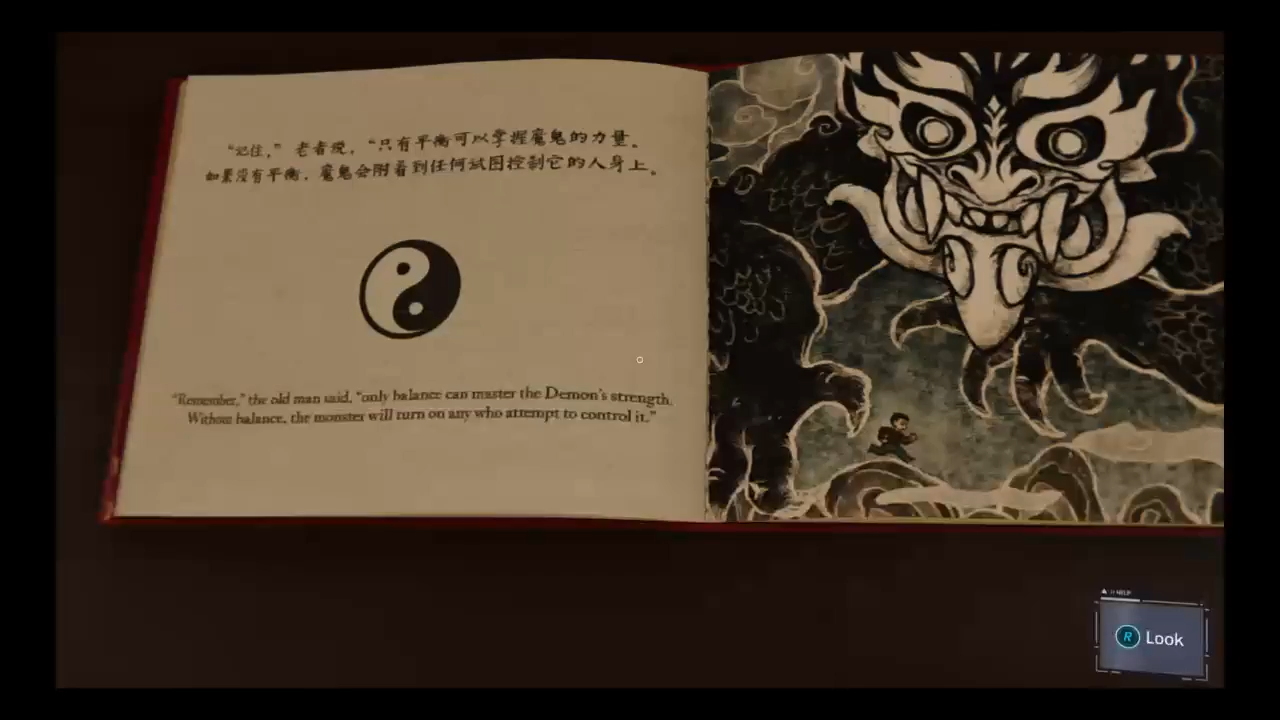 “记住，” 老者说，“只有平衡可以掌握魔鬼的力量。
如果没有平衡，魔鬼会附着到任何试图控制它的人身上。
“Remember,” the old man said, “only balance can master the Demon’s strength.
Without balance, the monster will turn on any who attempt to control it.”
HELP
R Look